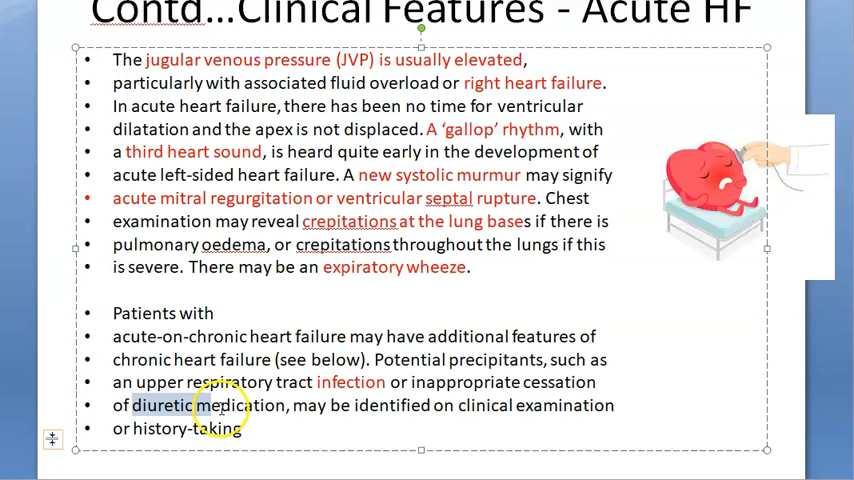 Contd...Clinical Features - Acute HF
• The jugular venous pressure (JVP) is usually elevated,
• particularly with associated fluid overload or right heart failure.
• In acute heart failure, there has been no time for ventricular
• dilatation and the apex is not displaced. A ‘gallop’ rhythm, with
• a third heart sound, is heard quite early in the development of
• acute left-sided heart failure. A new systolic murmur may signify
• acute mitral regurgitation or ventricular septal rupture. Chest
• examination may reveal crepitations at the lung bases if there is
• pulmonary oedema, or crepitations throughout the lungs if this
• is severe. There may be an expiratory wheeze.
• Patients with
• acute-on-chronic heart failure may have additional features of
• chronic heart failure (see below). Potential precipitants, such as
• an upper respiratory tract infection or inappropriate cessation
• of diuretic medication, may be identified on clinical examination
• or history-taking